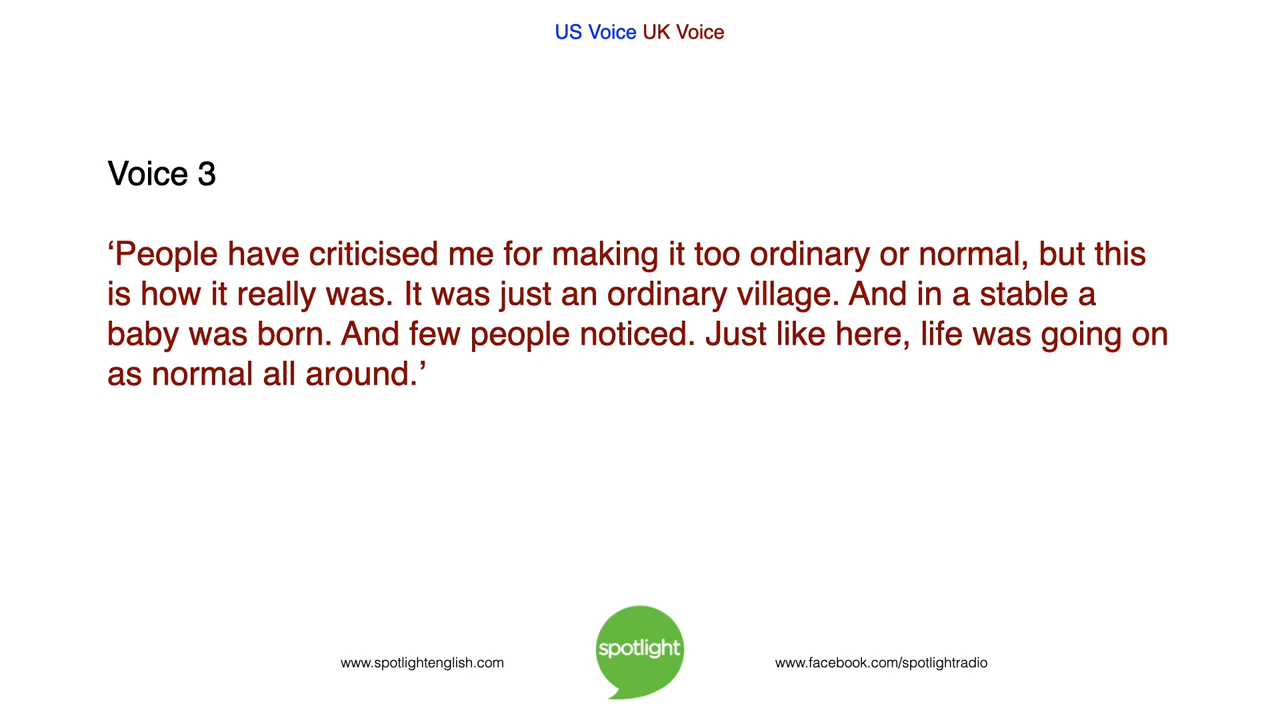 US Voice UK Voice
Voice 3
‘People have criticised me for making it too ordinary or normal, but this
is how it really was. It was just an ordinary village. And in a stable a
baby was born. And few people noticed. Just like here, life was going on
as normal all around.’
spotlight
www.spotlightenglish.com
www.facebook.com/spotlightradio